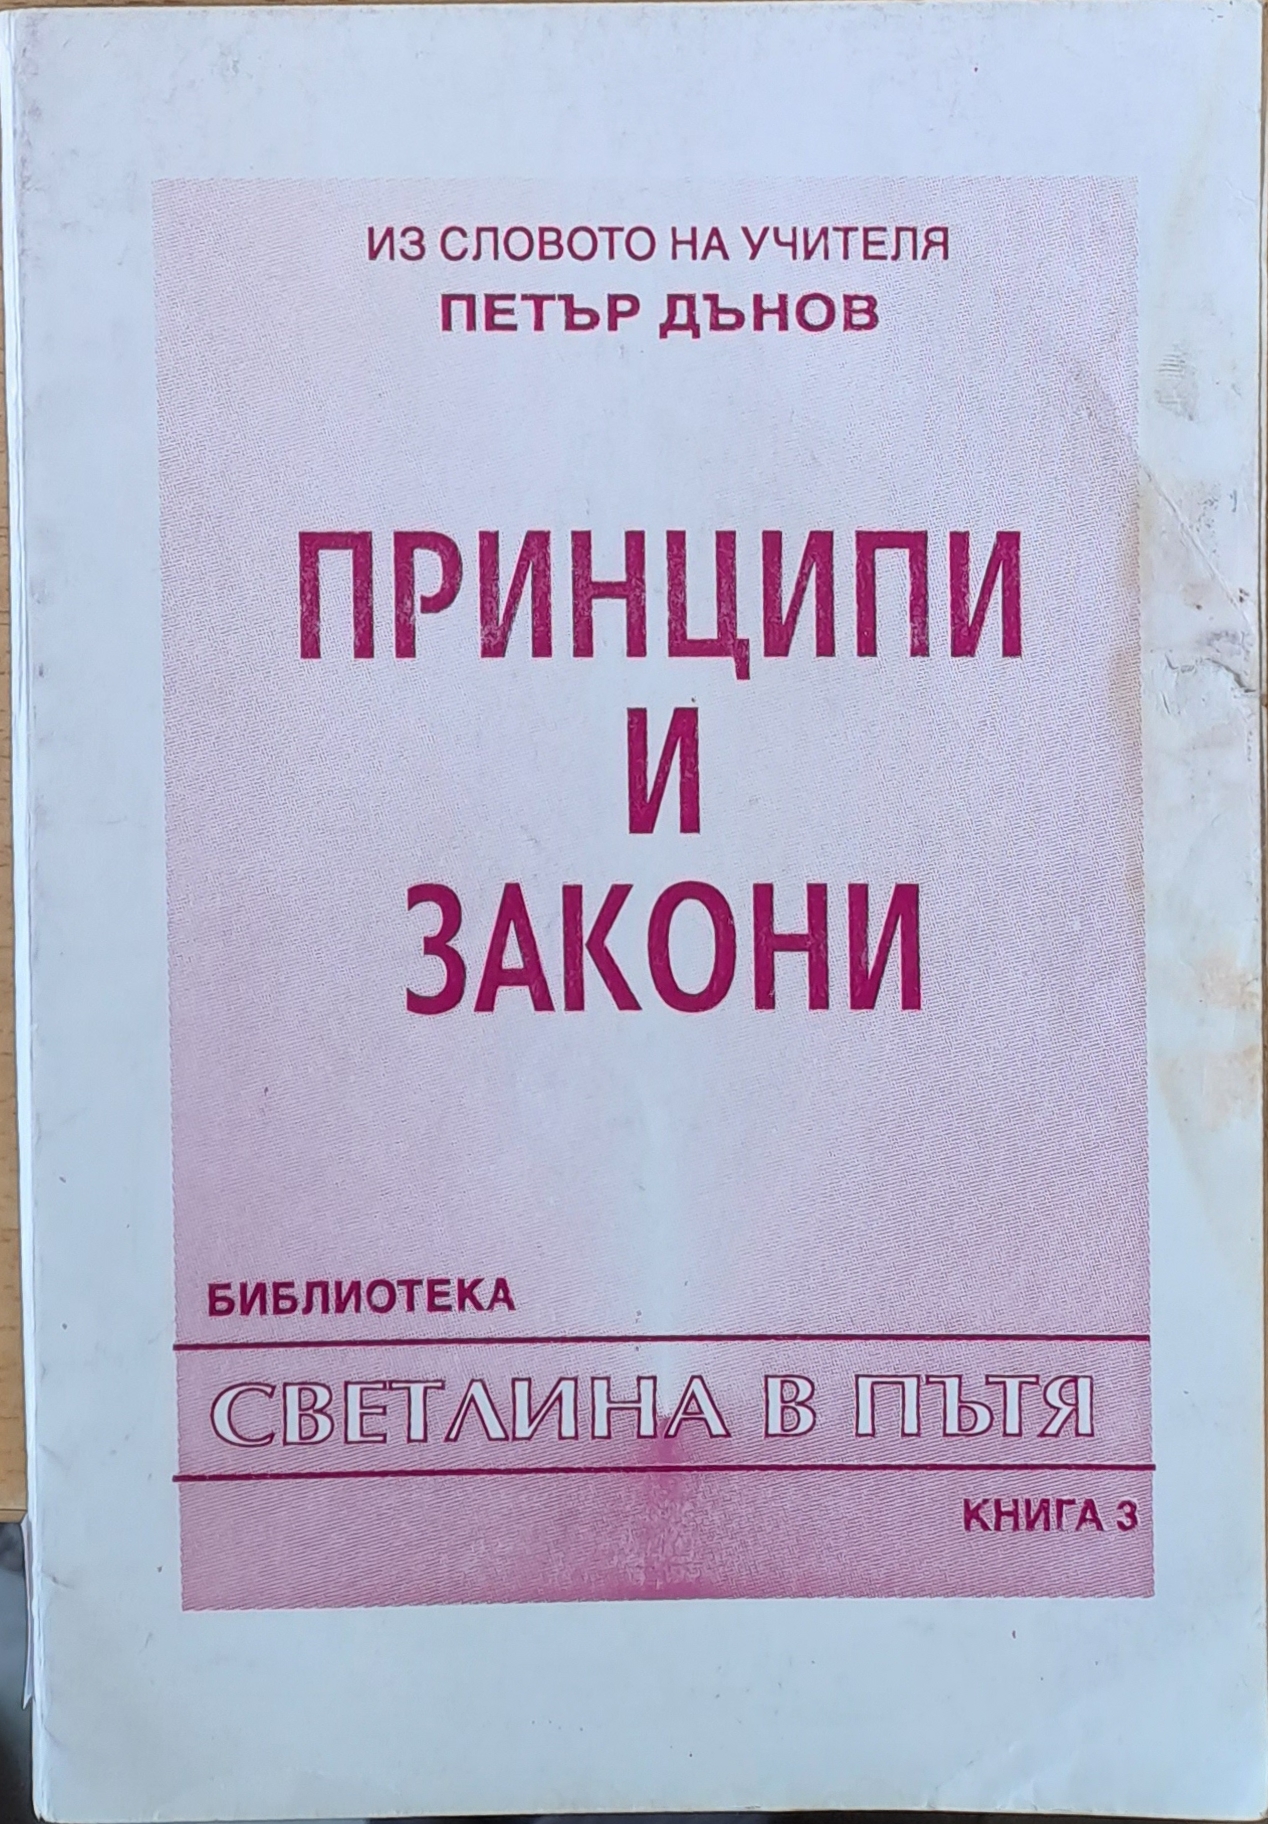 ИЗ СЛОВОТО НА УЧИТЕЛЯ
ПЕТЪР ДЪНОВ
ПРИНЦИПИ
И
ЗАКОНИ
БИБЛИОТЕКА
СВЕТЛИНА В ПЪТЯ
КНИГА 3